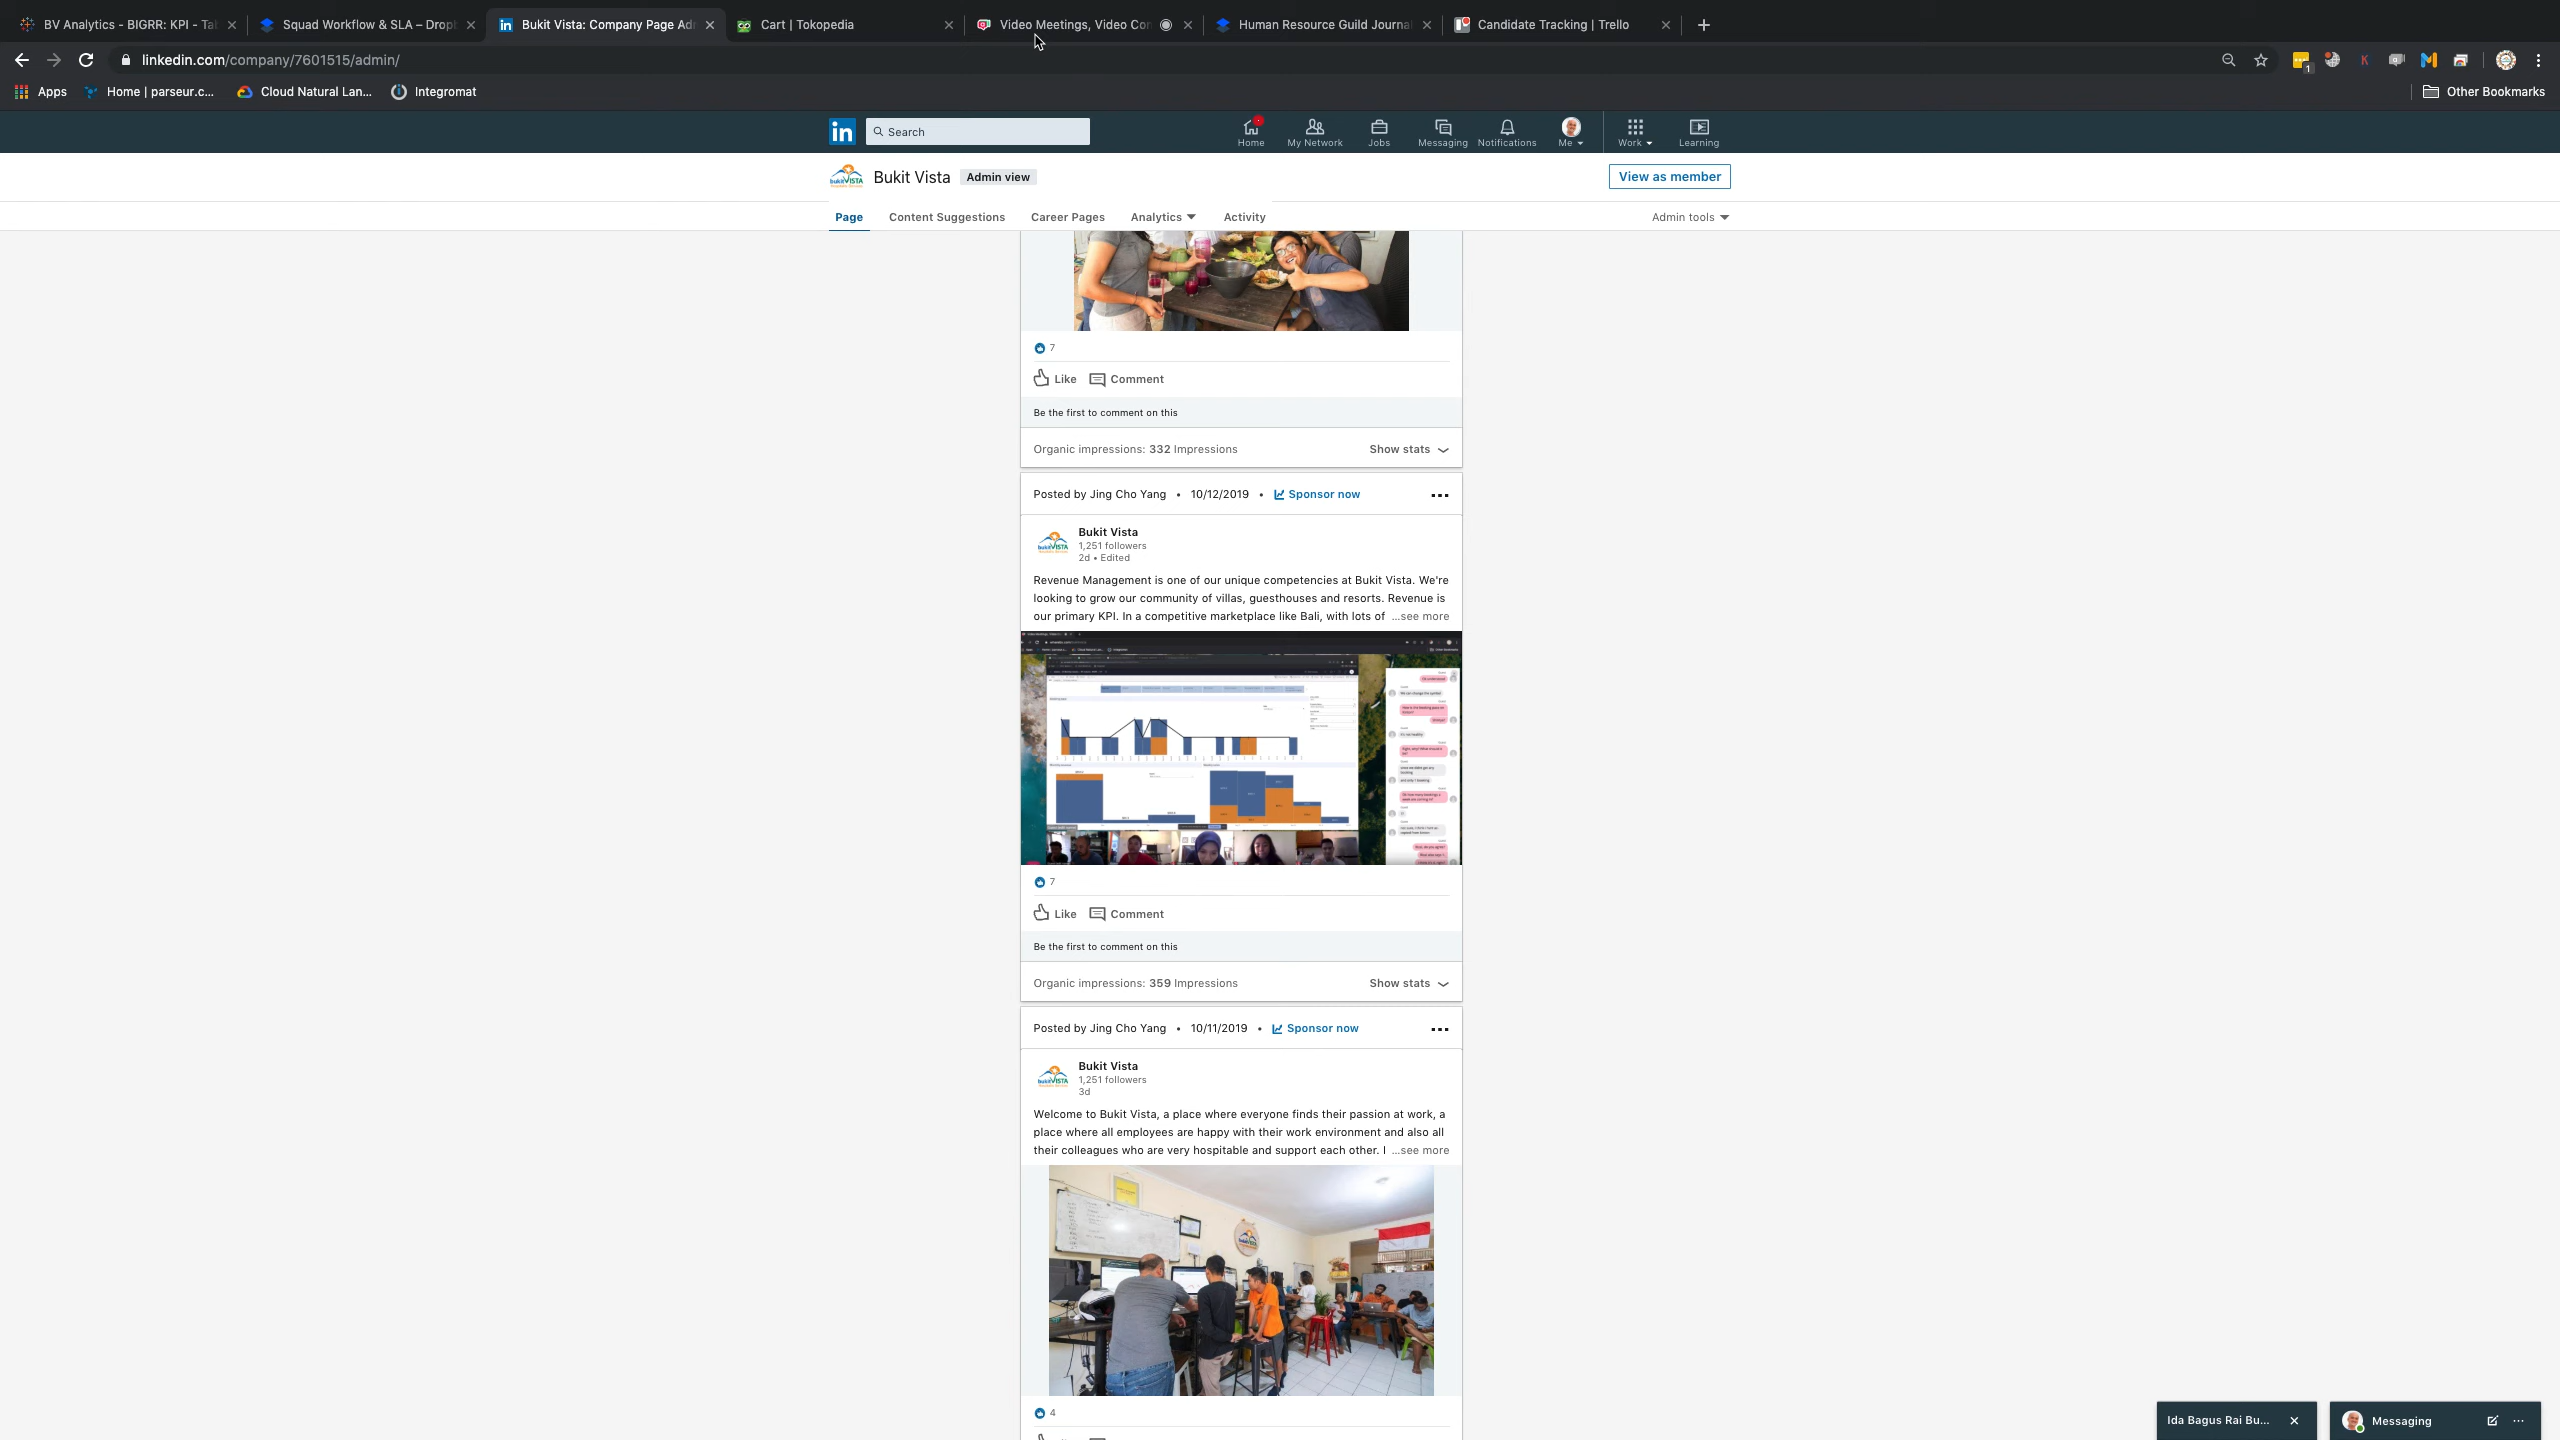 BV Analytics - BIGRR: KPI - Ta
Squad Workflow & SLA – Drop
Bukit Vista: Company Page Ad
Cart | Tokopedia
Video Meetings, Video Con
Human Resource Guild Journa
Candidate Tracking | Trello
linkedin.com/company/7601515/admin/
Apps
Home | parseur.c...
Cloud Natural Lan...
Integromat
Other Bookmarks
Search
Home
My Network
Jobs
Messaging
Notifications
Me
Work
Learning
Bukit Vista Admin view
View as member
Page
Content Suggestions
Career Pages
Analytics
Activity
Admin tools
7
Like Comment
Be the first to comment on this
Organic impressions: 332 Impressions Show stats
Posted by Jing Cho Yang • 10/12/2019 • Sponsor now
Bukit Vista
1,251 followers
2d • Edited
Revenue Management is one of our unique competencies at Bukit Vista. We're
looking to grow our community of villas, guesthouses and resorts. Revenue is
our primary KPI. In a competitive marketplace like Bali, with lots of ...see more
7
Like Comment
Be the first to comment on this
Organic impressions: 359 Impressions Show stats
Posted by Jing Cho Yang • 10/11/2019 • Sponsor now
Bukit Vista
1,251 followers
3d
Welcome to Bukit Vista, a place where everyone finds their passion at work, a
place where all employees are happy with their work environment and also all
their colleagues who are very hospitable and support each other. I ...see more
4
Ida Bagus Rai Bu...
Messaging